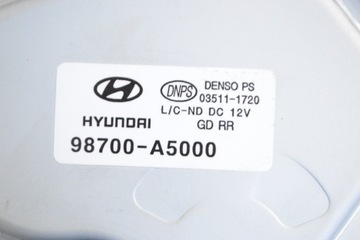 DNPS
DENSO PS
03511-1720
L/C-ND DC 12V
HYUNDAI
GD RR
98700-A5000